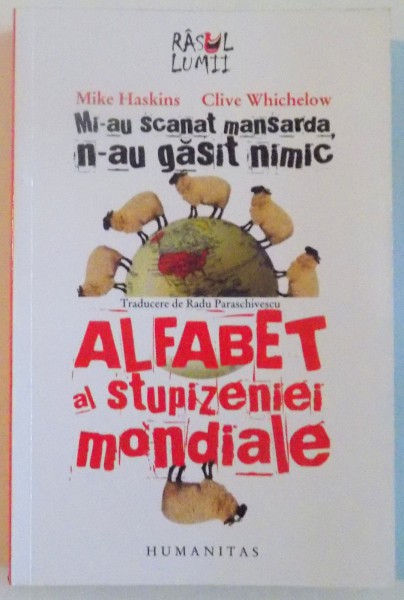 RÂSUL
LUMII
Mike Haskins Clive Whichelow
Mi-au scanat mansarda,
n-au găsit nimic
Traducere de Radu Paraschivescu
ALFABET
al stupizeniei
mondiale
HUMANITAS